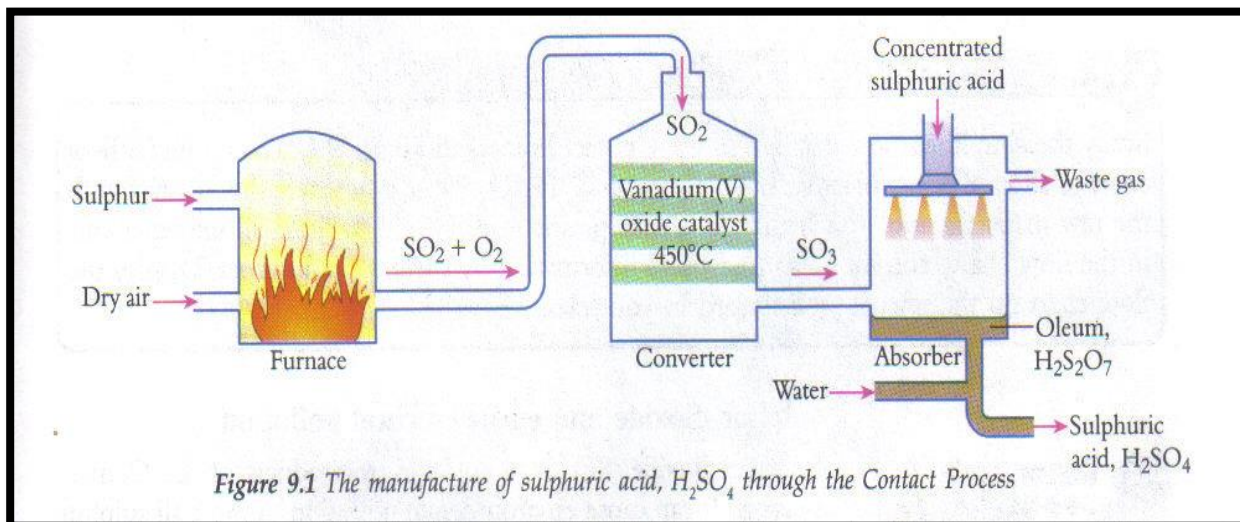 Concentrated
sulphuric acid
SO₂
Sulphur
Vanadium(V)
oxide catalyst
450°C
Waste gas
SO₂ + O₂
SO₃
Dry air
Furnace
Converter
Absorber
Oleum,
H₂S₂O₇
Water
Sulphuric
acid, H₂SO₄
Figure 9.1 The manufacture of sulphuric acid, H₂SO₄ through the Contact Process